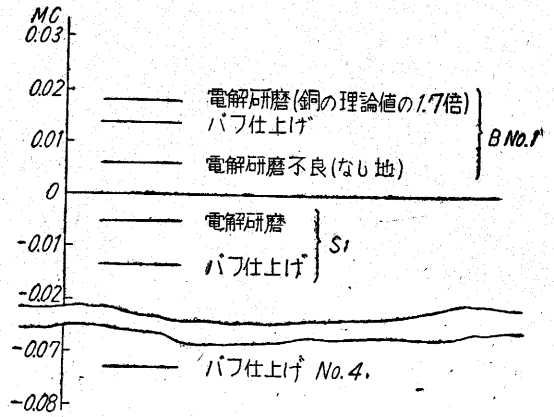 MC
0.03
0.02
電解研磨(銅の理論値の1.7倍)
バフ仕上げ
B No.1
0.01
電解研磨不良(なし地)
0
電解研磨
S1
-0.01
バフ仕上げ
-0.02
-0.07
バフ仕上げ No.4.
-0.08